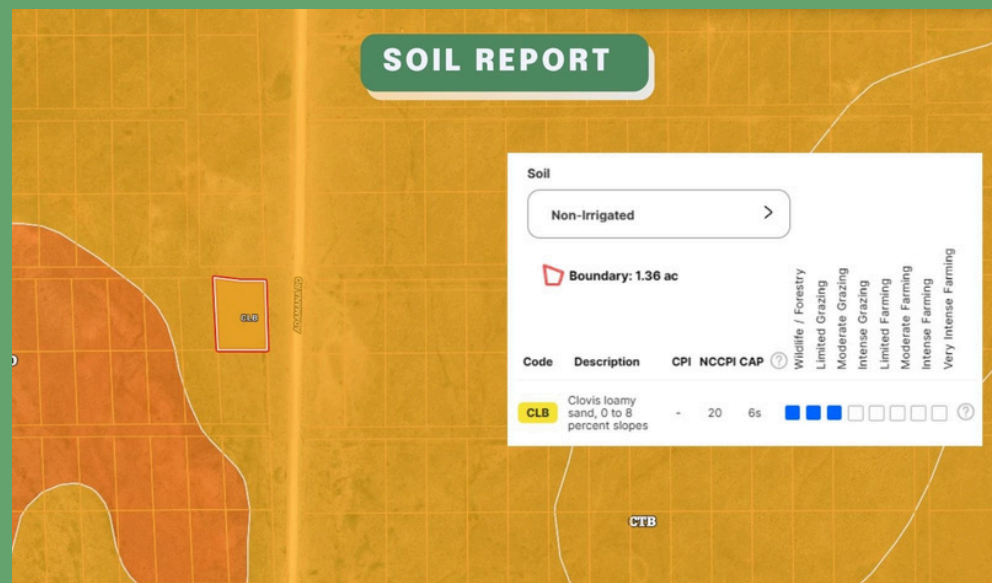 SOIL REPORT
Soil
Non-Irrigated
Boundary: 1.36 ac
Wildlife / Forestry
Limited Grazing
Moderate Grazing
Intense Grazing
Limited Farming
Moderate Farming
Intense Farming
Very Intense Farming
Code Description CPI NCCPI CAP ?
CLB Clovis loamy sand, 0 to 8 percent slopes - 20 6s ?
CLB
ADAMANA RD
CTB